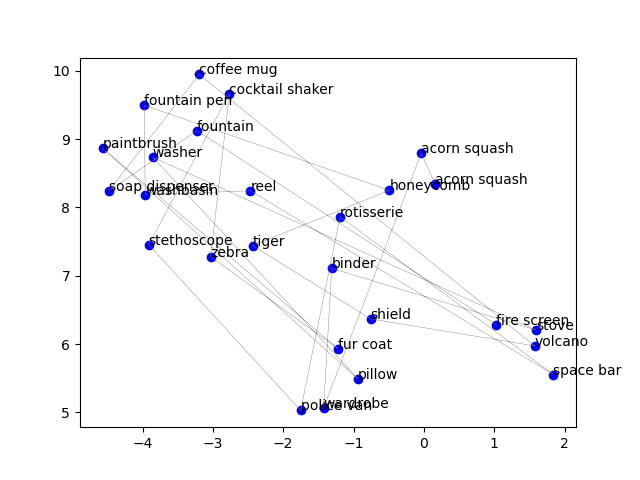 10
coffee mug
cocktail shaker
fountain pen
fountain
9
paintbrush
acorn squash
washer
acorn squash
soap dispenser
washbasin
reel
honeycomb
8
rotisserie
stethoscope
tiger
zebra
binder
7
shield
fire screen
stove
volcano
6
fur coat
pillow
space bar
police van
wardrobe
5
−4
−3
−2
−1
0
1
2